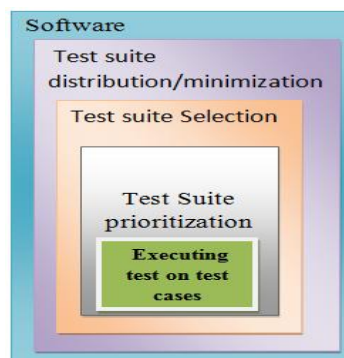 Software
Test suite
distribution/minimization
Test suite Selection
Test Suite
prioritization
Executing
test on test
cases